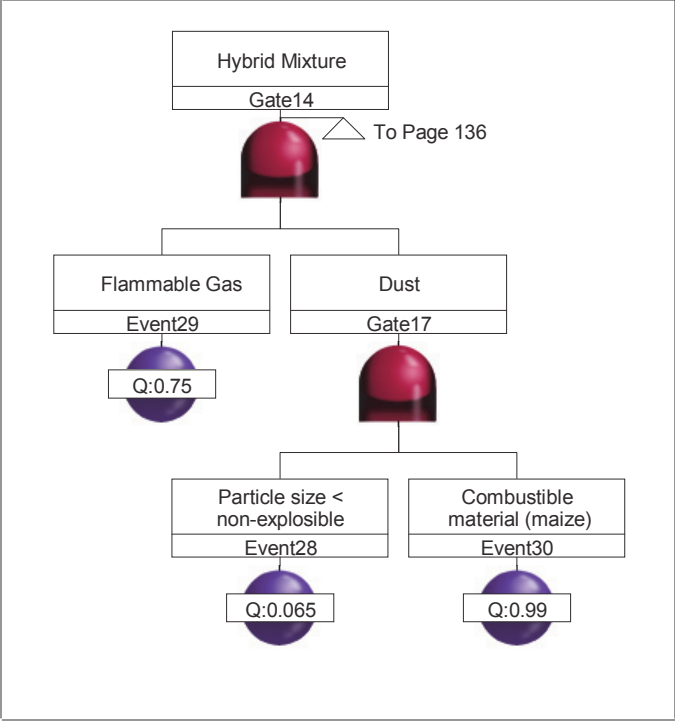 Hybrid Mixture
Gate14
To Page 136
Flammable Gas
Event29
Q:0.75
Dust
Gate17
Particle size <
non-explosible
Event28
Q:0.065
Combustible
material (maize)
Event30
Q:0.99